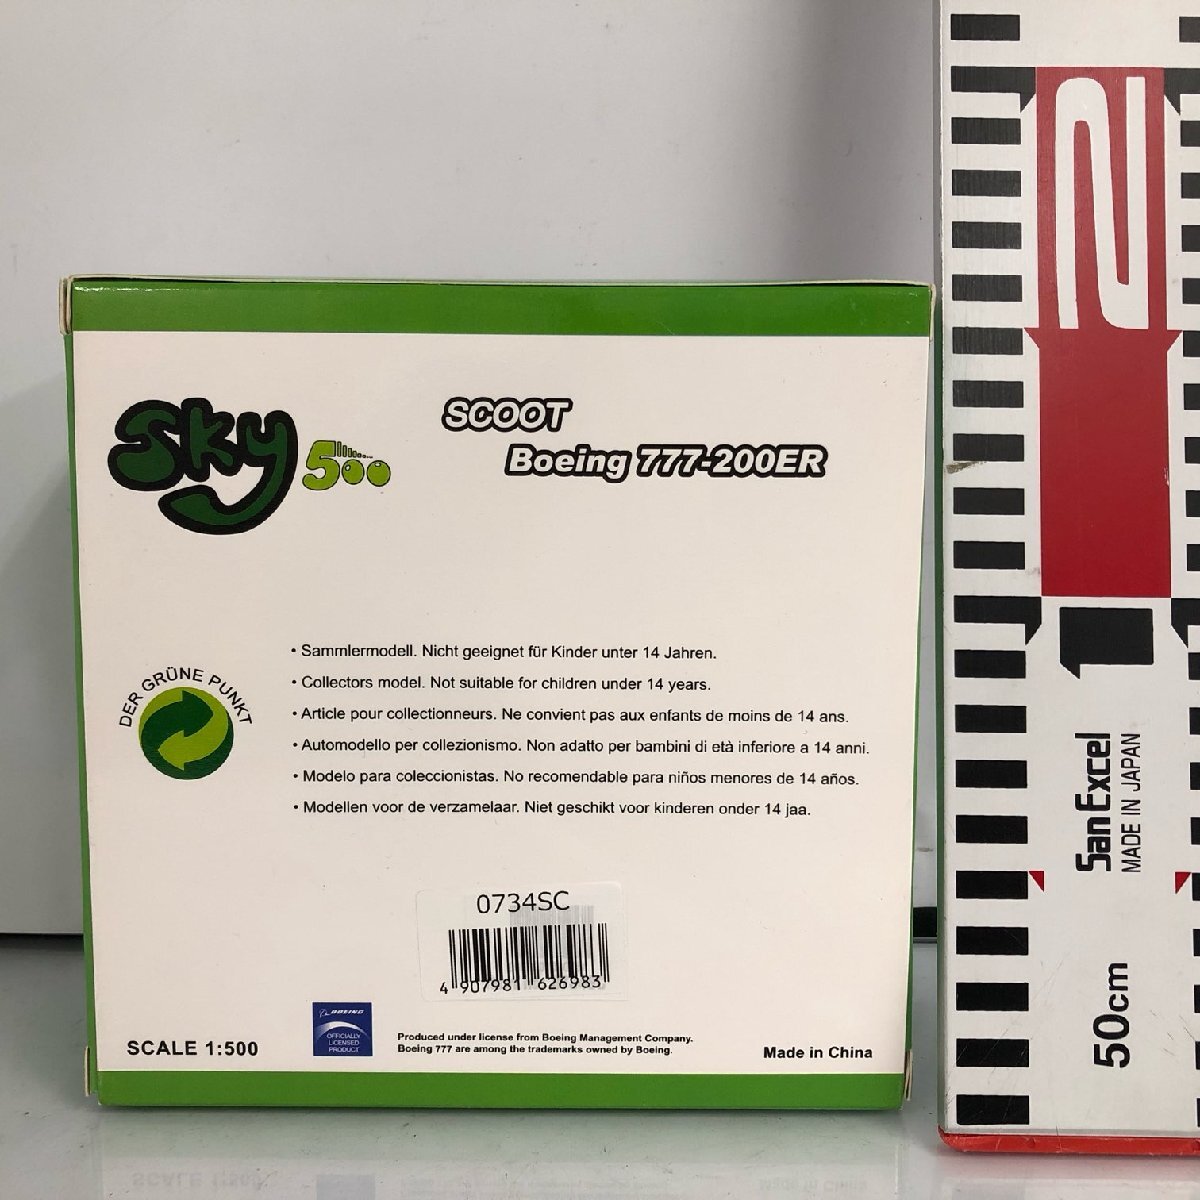 sky 500
SCOOT
Boeing 777-200ER
DER GRÜNE PUNKT
• Sammlermodell. Nicht geeignet für Kinder unter 14 Jahren.
• Collectors model. Not suitable for children under 14 years.
• Article pour collectionneurs. Ne convient pas aux enfants de moins de 14 ans.
• Automodello per collezionismo. Non adatto per bambini di età inferiore a 14 anni.
• Modelo para coleccionistas. No recomendable para niños menores de 14 años.
• Modellen voor de verzamelaar. Niet geschikt voor kinderen onder 14 jaa.
0734SC
4 907981 626983
SCALE 1:500
BOEING
OFFICIALLY
LICENSED
PRODUCT
Produced under license from Boeing Management Company.
Boeing 777 are among the trademarks owned by Boeing.
Made in China
2
1
SanExcel
MADE IN JAPAN
50cm